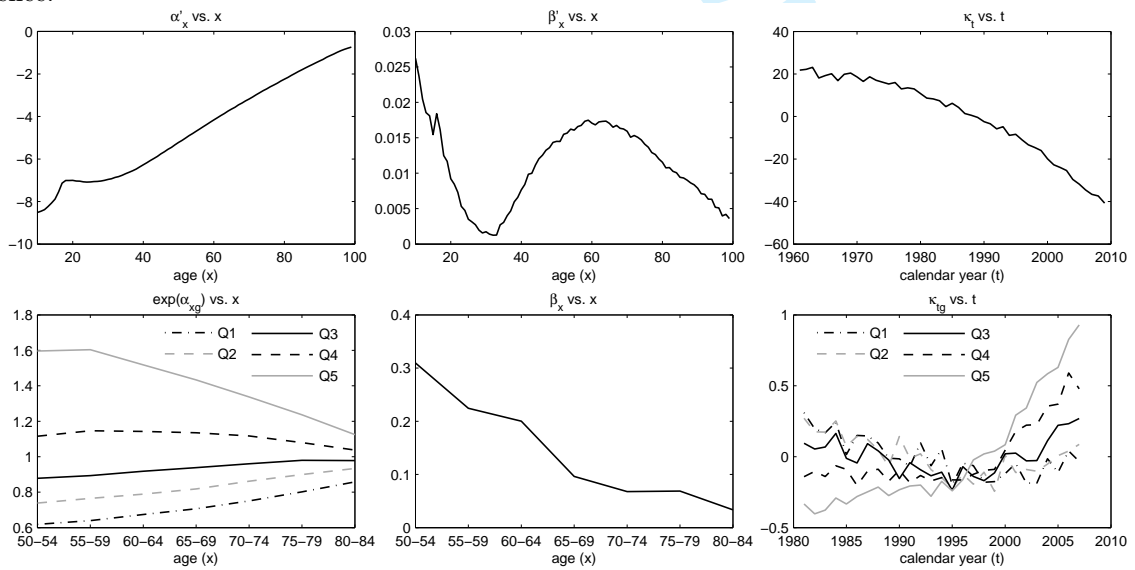 α'ₓ vs. x
β'ₓ vs. x
κₜ vs. t
0
−2
−4
−6
−8
−10
20 40 60 80 100
age (x)
0.03
0.025
0.02
0.015
0.01
0.005
0
20 40 60 80 100
age (x)
40
20
0
−20
−40
−60
1960 1970 1980 1990 2000 2010
calendar year (t)
exp(α_xg) vs. x
βₓ vs. x
κ_tg vs. t
1.8
1.6
1.4
1.2
1
0.8
0.6
Q1
Q2
Q3
Q4
Q5
50−54 55−59 60−64 65−69 70−74 75−79 80−84
age (x)
0.4
0.3
0.2
0.1
0
50−54 55−59 60−64 65−69 70−74 75−79 80−84
age (x)
1
0.5
0
−0.5
Q1
Q2
Q3
Q4
Q5
1980 1985 1990 1995 2000 2005 2010
calendar year (t)